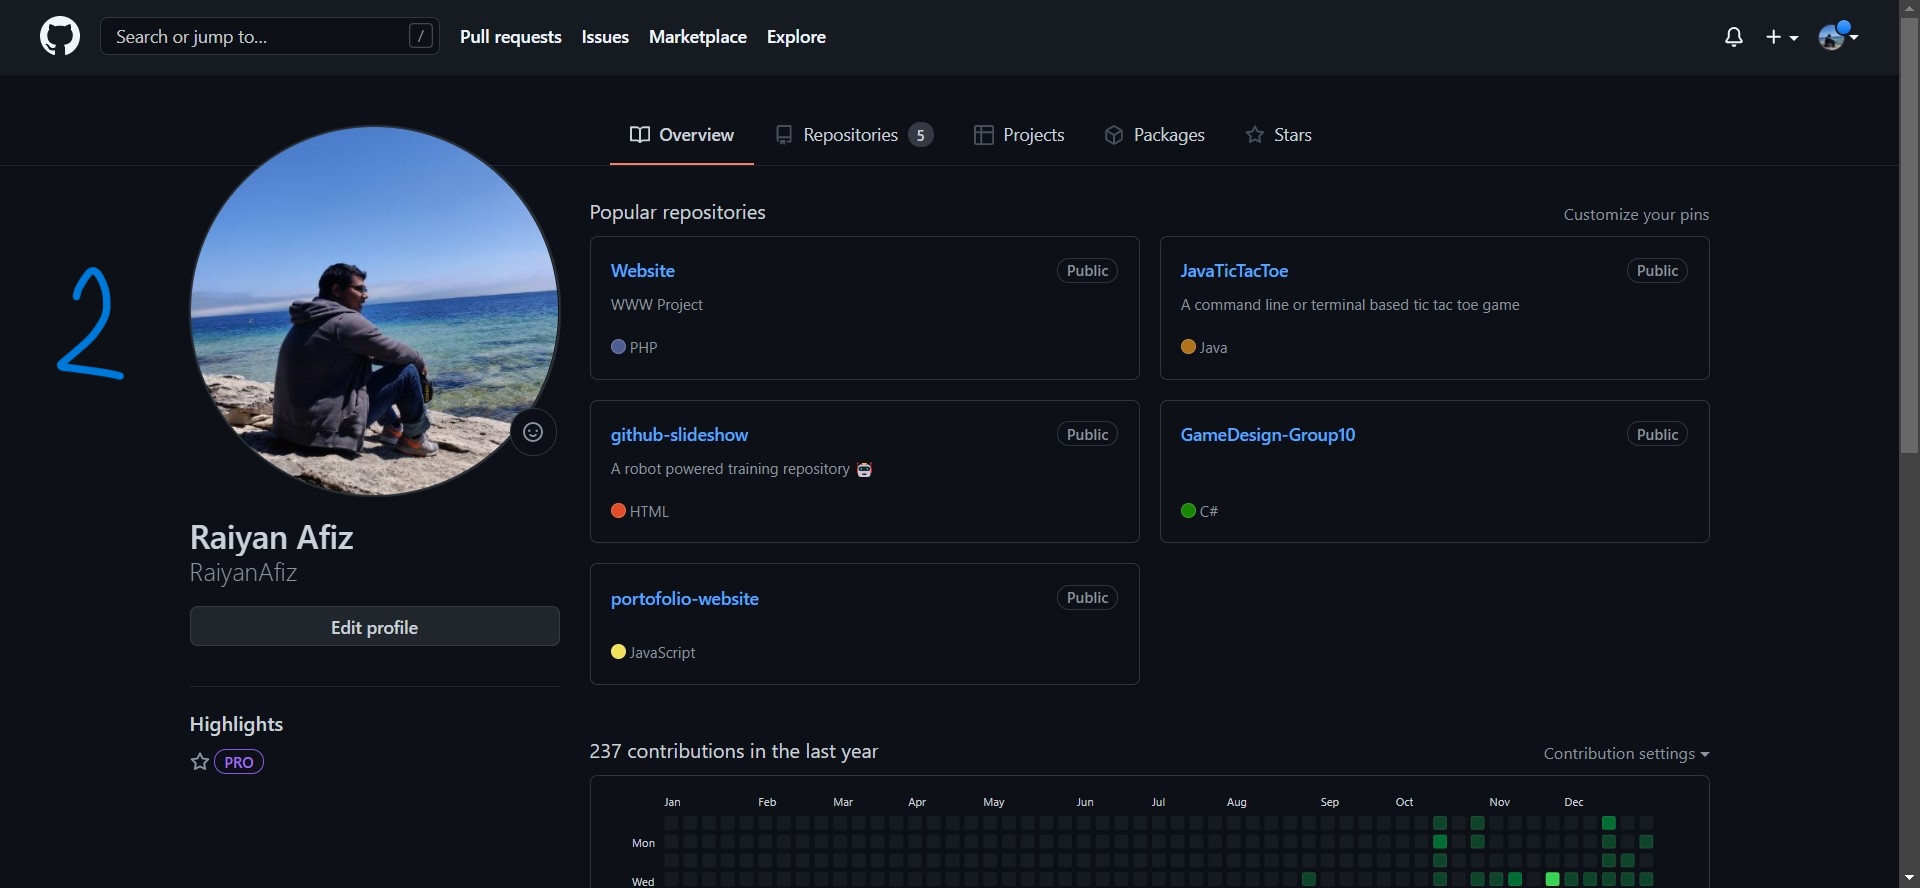 Search or jump to... /
Pull requests Issues Marketplace Explore
Overview Repositories 5 Projects Packages Stars
2
Raiyan Afiz
RaiyanAfiz
Edit profile
Highlights
PRO
Popular repositories
Customize your pins
Website Public
WWW Project
PHP
JavaTicTacToe Public
A command line or terminal based tic tac toe game
Java
github-slideshow Public
A robot powered training repository
HTML
GameDesign-Group10 Public
C#
portofolio-website Public
JavaScript
237 contributions in the last year
Contribution settings
Jan Feb Mar Apr May Jun Jul Aug Sep Oct Nov Dec
Mon
Wed